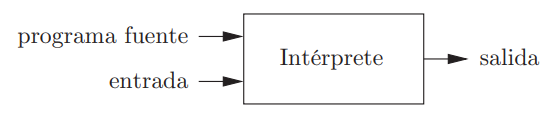 programa fuente
entrada
Intérprete
salida